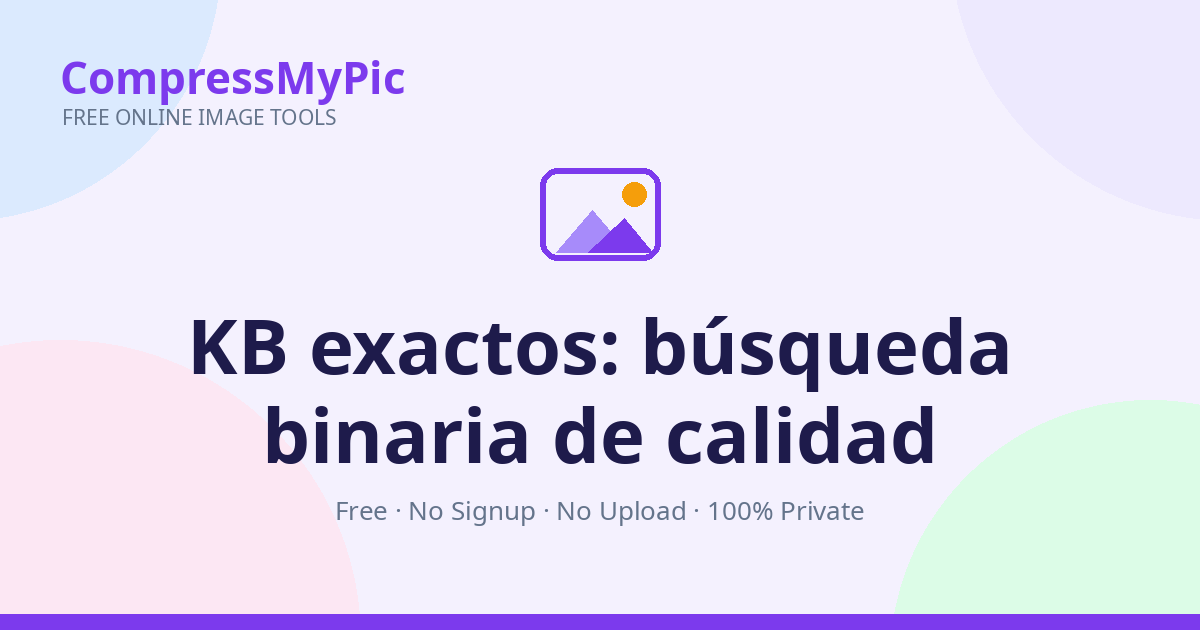 CompressMyPic
FREE ONLINE IMAGE TOOLS
KB exactos: búsqueda
binaria de calidad
Free · No Signup · No Upload · 100% Private